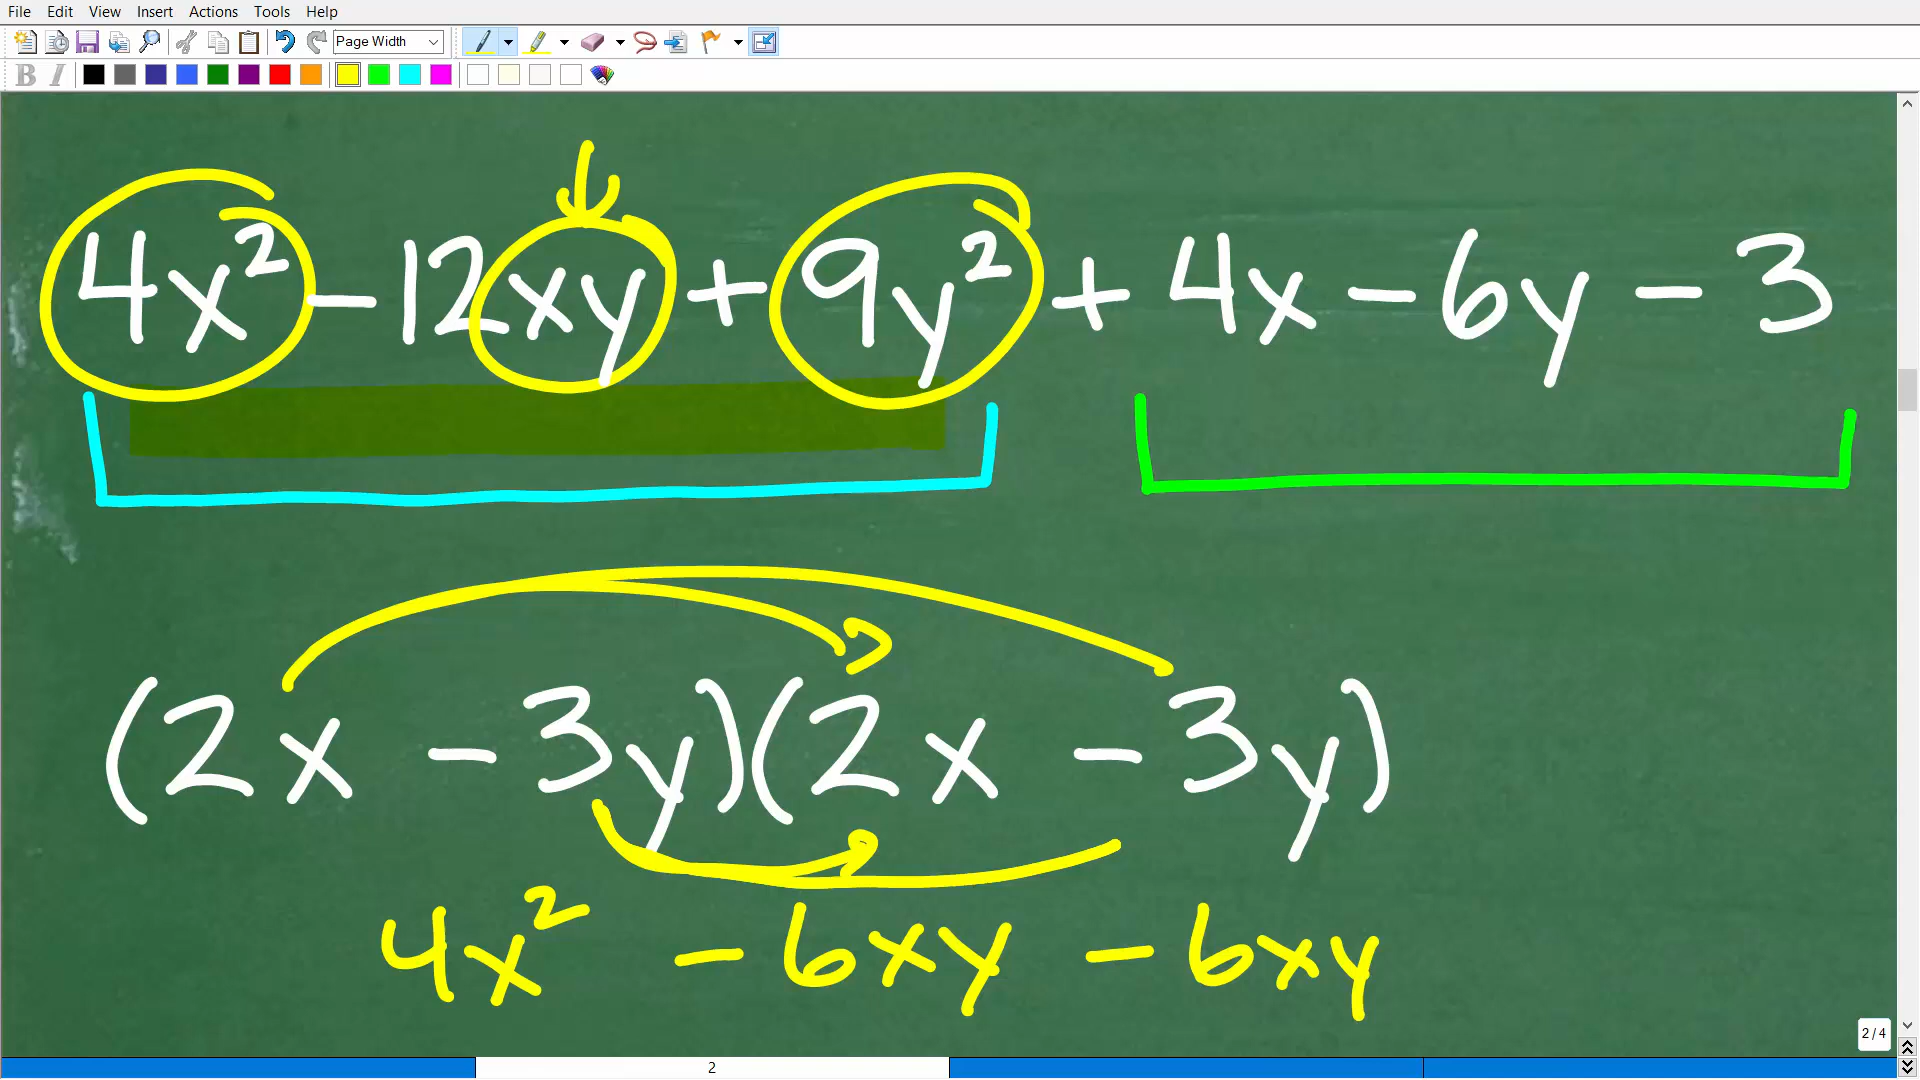 File Edit View Insert Actions Tools Help
Page Width
B I
4x² - 12xy + 9y² + 4x - 6y - 3
(2x - 3y)(2x - 3y)
4x² - 6xy - 6xy
2 / 4
2